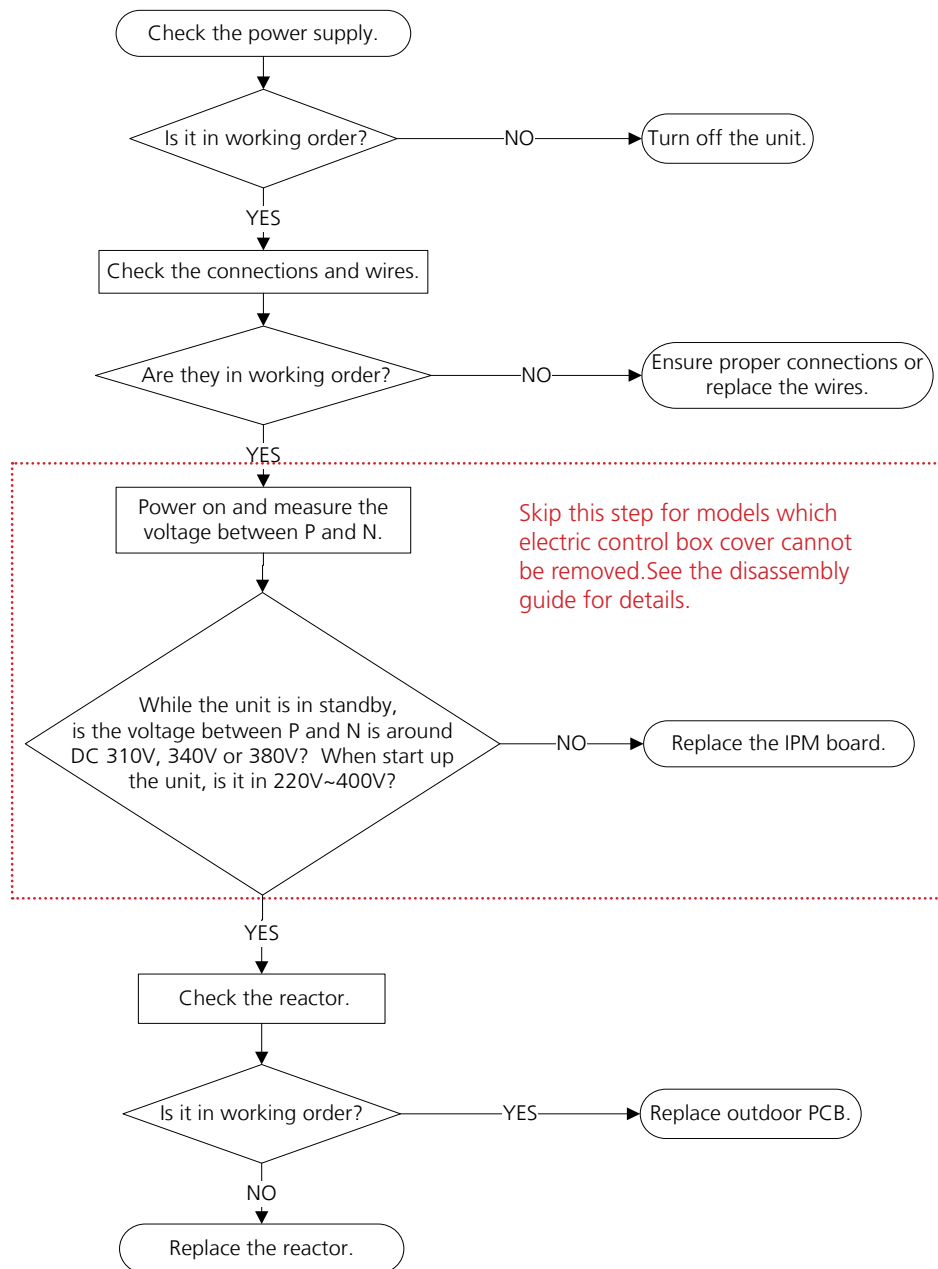 Check the power supply.
Is it in working order?
NO
Turn off the unit.
YES
Check the connections and wires.
Are they in working order?
NO
Ensure proper connections or
replace the wires.
YES
Power on and measure the
voltage between P and N.
Skip this step for models which
electric control box cover cannot
be removed.See the disassembly
guide for details.
While the unit is in standby,
is the voltage between P and N is around
DC 310V, 340V or 380V? When start up
the unit, is it in 220V~400V?
NO
Replace the IPM board.
YES
Check the reactor.
Is it in working order?
YES
Replace outdoor PCB.
NO
Replace the reactor.